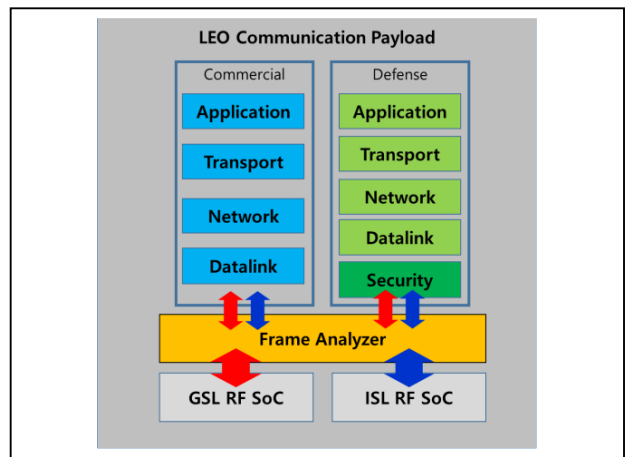 LEO Communication Payload
Commercial
Application
Transport
Network
Datalink
Defense
Application
Transport
Network
Datalink
Security
Frame Analyzer
GSL RF SoC
ISL RF SoC